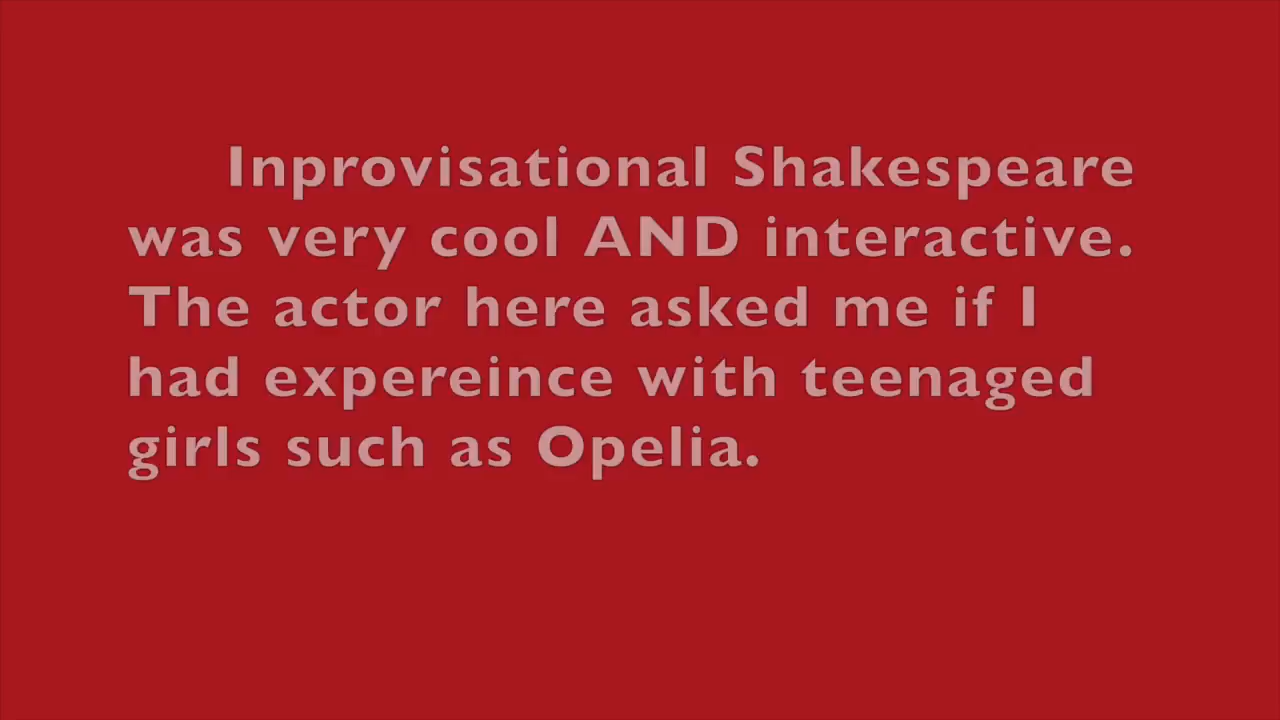 Inprovisational Shakespeare
was very cool AND interactive.
The actor here asked me if I
had expereince with teenaged
girls such as Opelia.